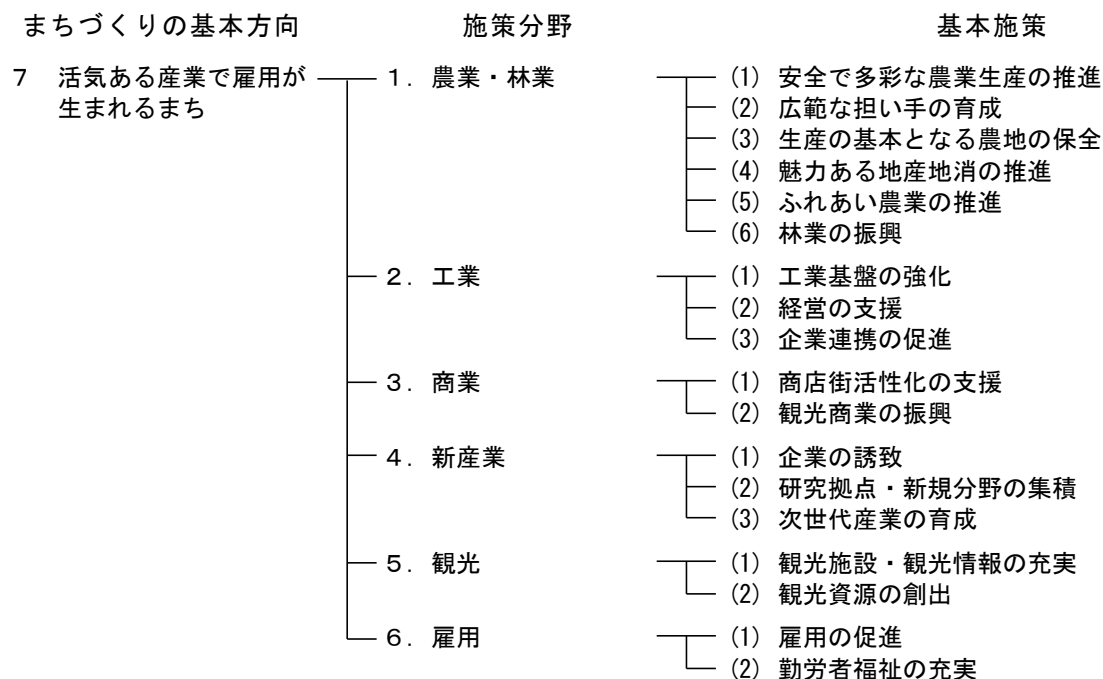 まちづくりの基本方向 施策分野 基本施策
7 活気ある産業で雇用が 1. 農業・林業 (1) 安全で多彩な農業生産の推進
生まれるまち (2) 広範な担い手の育成
(3) 生産の基本となる農地の保全
(4) 魅力ある地産地消の推進
(5) ふれあい農業の推進
(6) 林業の振興
2. 工業 (1) 工業基盤の強化
(2) 経営の支援
(3) 企業連携の促進
3. 商業 (1) 商店街活性化の支援
(2) 観光商業の振興
4. 新産業 (1) 企業の誘致
(2) 研究拠点・新規分野の集積
(3) 次世代産業の育成
5. 観光 (1) 観光施設・観光情報の充実
(2) 観光資源の創出
6. 雇用 (1) 雇用の促進
(2) 勤労者福祉の充実